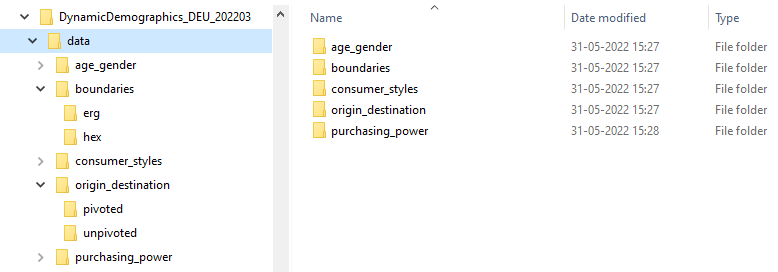 DynamicDemographics_DEU_202203
data
age_gender
boundaries
erg
hex
consumer_styles
origin_destination
pivoted
unpivoted
purchasing_power
Name Date modified Type
age_gender 31-05-2022 15:27 File folder
boundaries 31-05-2022 15:27 File folder
consumer_styles 31-05-2022 15:27 File folder
origin_destination 31-05-2022 15:27 File folder
purchasing_power 31-05-2022 15:28 File folder